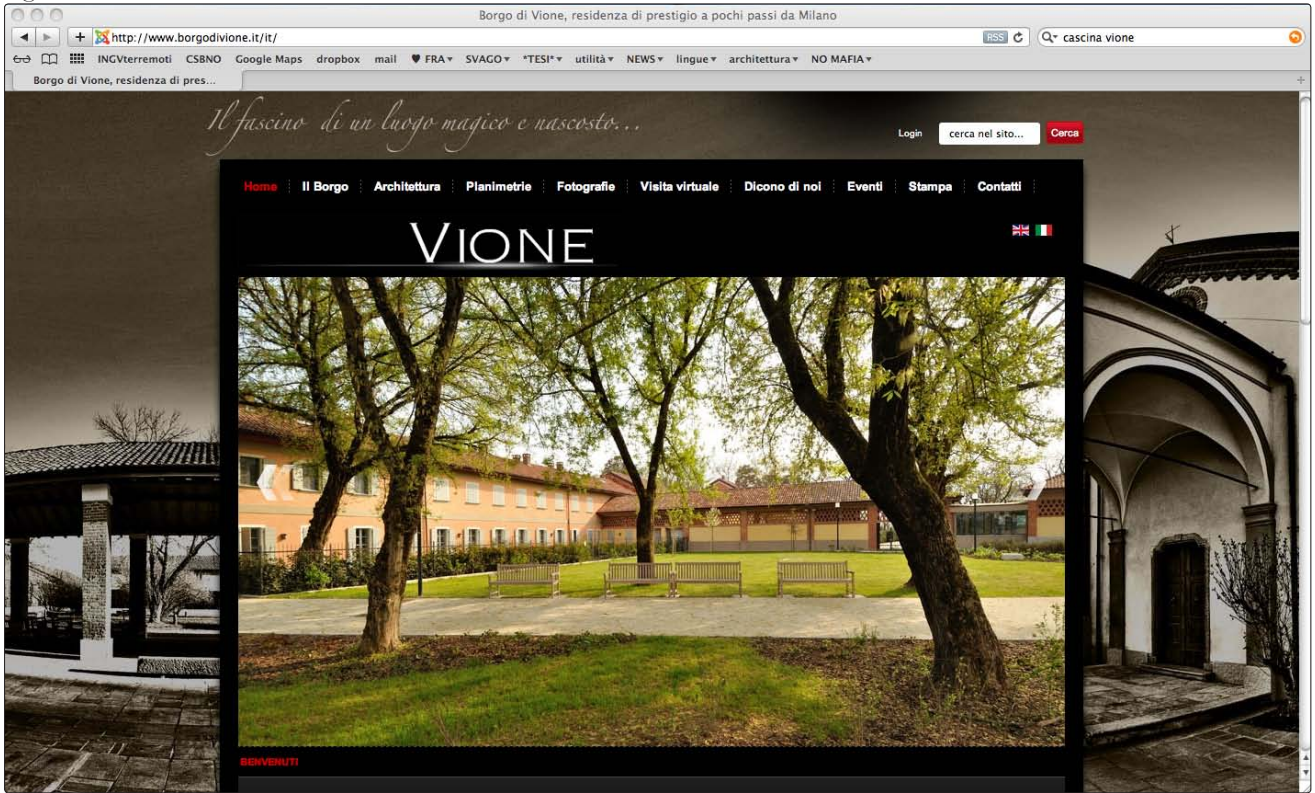 Borgo di Vione, residenza di prestigio a pochi passi da Milano
http://www.borgodivione.it/it/ RSS cascina vione
INGVterremoti CSBNO Google Maps dropbox mail ♥ FRA▾ SVAGO▾ *TESI*▾ utilità▾ NEWS▾ lingue▾ architettura▾ NO MAFIA▾
Borgo di Vione, residenza di pres...
Il fascino di un luogo magico e nascosto...
Login cerca nel sito... Cerca
Home Il Borgo Architettura Planimetrie Fotografie Visita virtuale Dicono di noi Eventi Stampa Contatti
VIONE
BENVENUTI